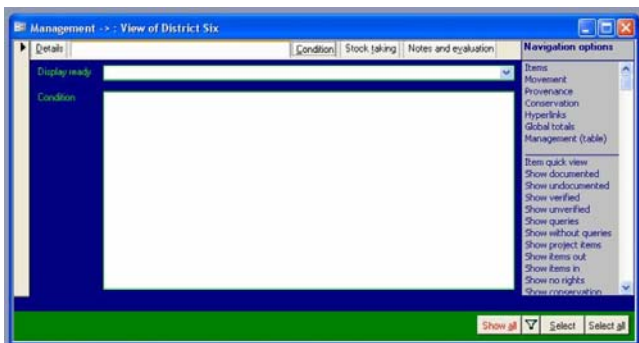 Management -> : View of District Six
Details Condition Stock taking Notes and evaluation Navigation options
Display ready
Condition
Items
Movement
Provenance
Conservation
Hyperlinks
Global totals
Management (table)
Item quick view
Show documented
Show undocumented
Show verified
Show unverified
Show queries
Show without queries
Show project items
Show items out
Show items in
Show no rights
Show conservation
Show all Select Select all